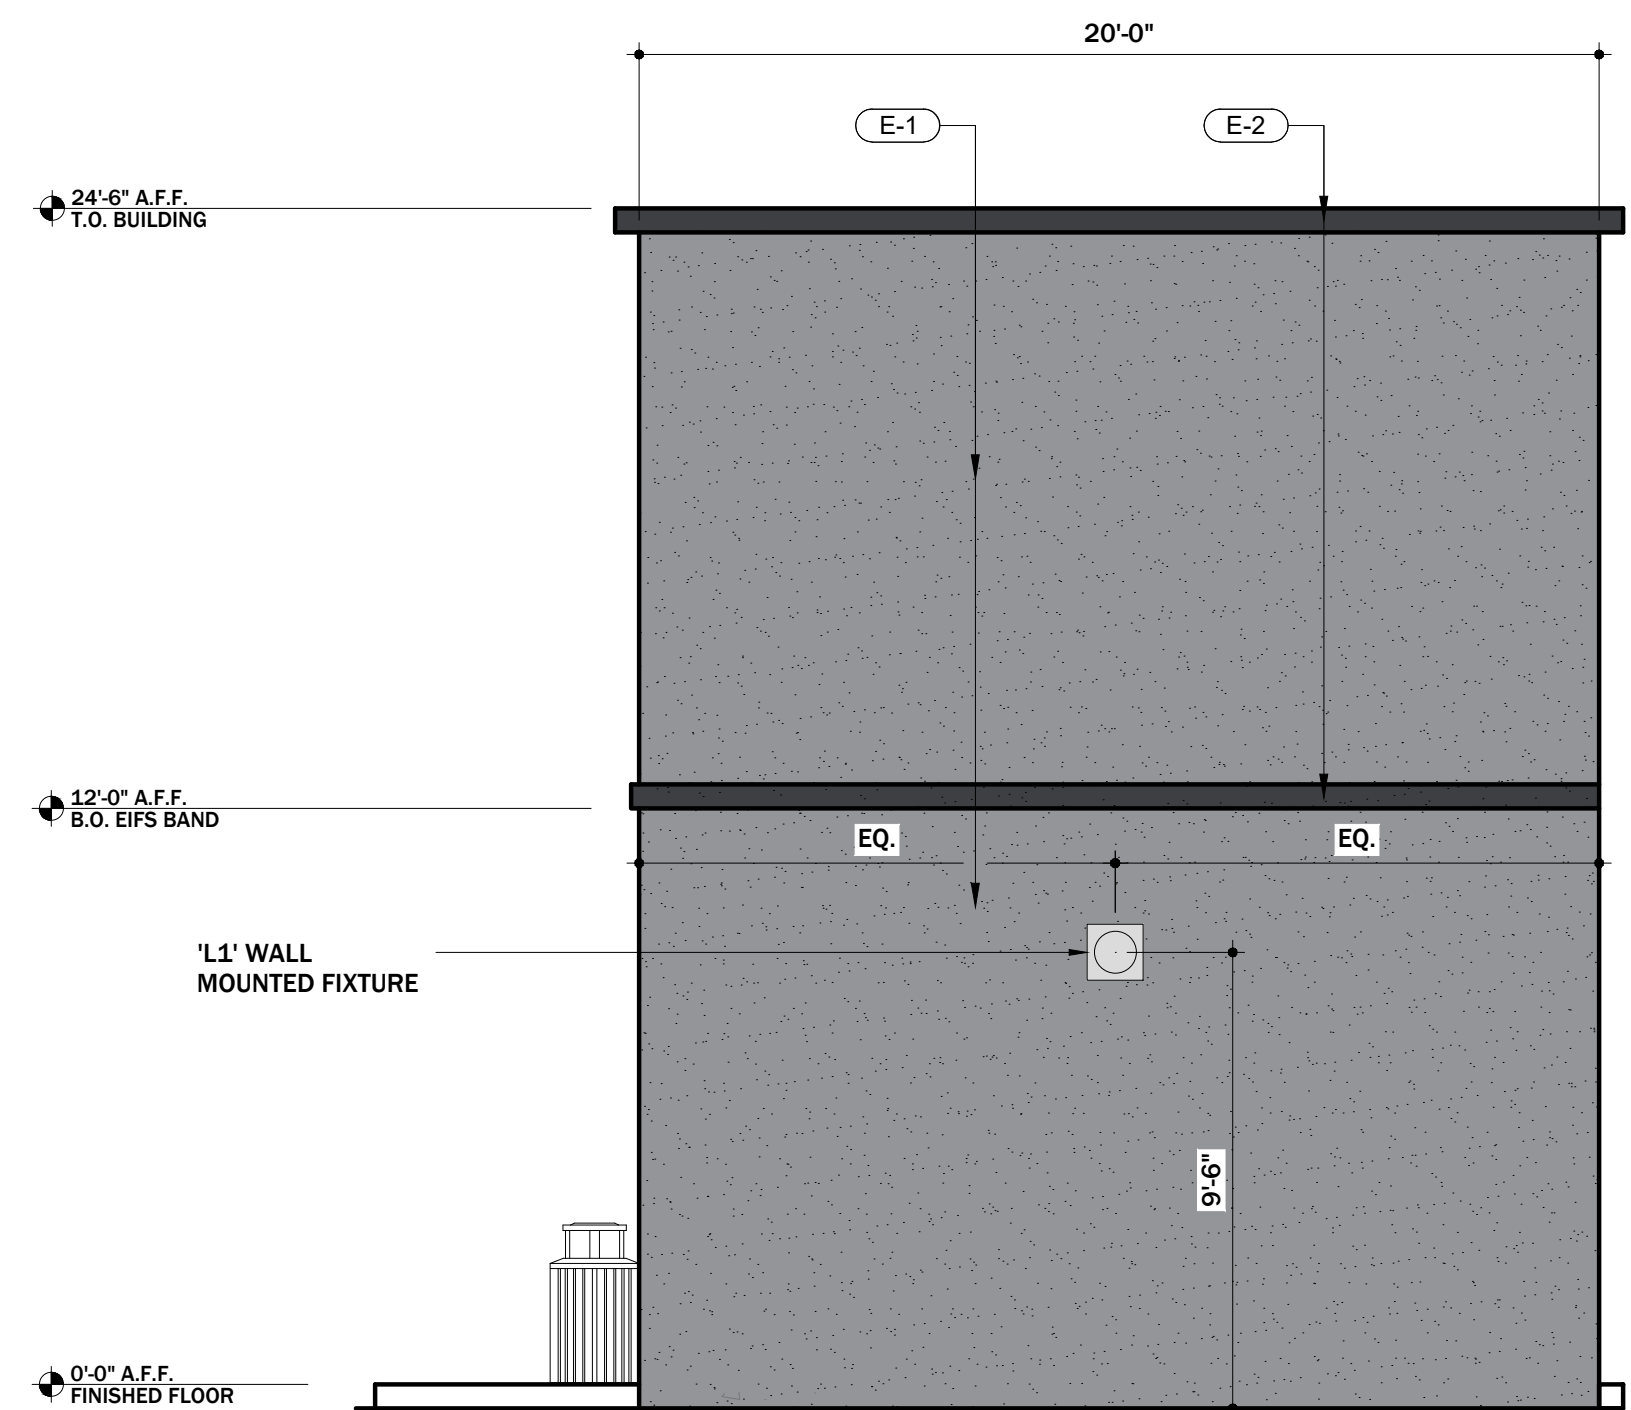 20'-0"
E-1
E-2
24'-6" A.F.F.
T.O. BUILDING
12'-0" A.F.F.
B.O. EIFS BAND
EQ.
EQ.
'L1' WALL
MOUNTED FIXTURE
9'-6"
0'-0" A.F.F.
FINISHED FLOOR